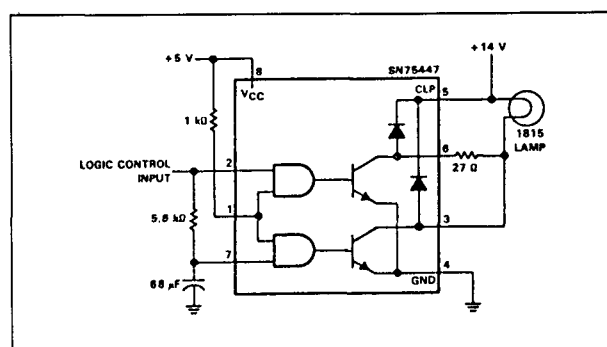 +5 V
+14 V
SN75447
8
VCC
CLP
5
1 kΩ
1815
LAMP
6
27 Ω
LOGIC CONTROL
INPUT
2
1
3
5.6 kΩ
7
4
GND
68 μF